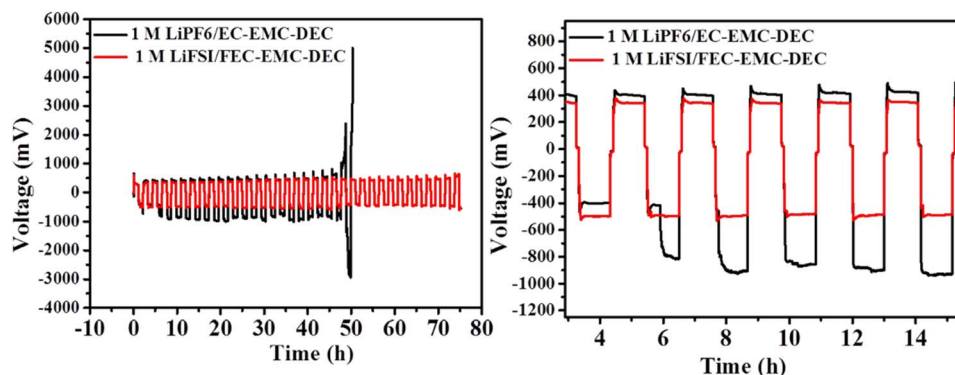 6000
5000
4000
3000
2000
1000
0
-1000
-2000
-3000
-4000
1 M LiPF6/EC-EMC-DEC
1 M LiFSI/FEC-EMC-DEC
Voltage (mV)
-10 0 10 20 30 40 50 60 70 80
Time (h)
800
600
400
200
0
-200
-400
-600
-800
-1000
-1200
1 M LiPF6/EC-EMC-DEC
1 M LiFSI/FEC-EMC-DEC
Voltage (mV)
4 6 8 10 12 14
Time (h)